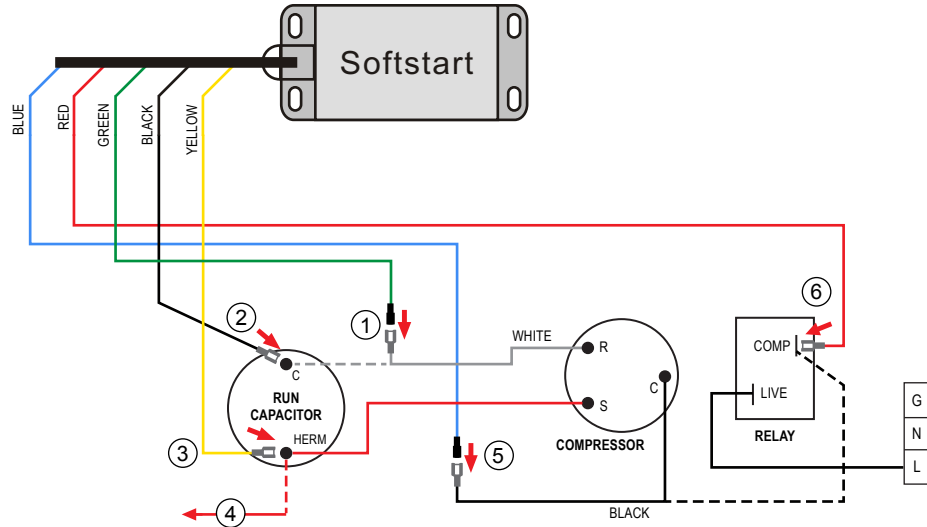 Softstart
BLUE
RED
GREEN
BLACK
YELLOW
1
2
6
WHITE
R
COMP
C
C
RUN
CAPACITOR
LIVE
G
S
HERM
COMPRESSOR
RELAY
N
3
5
L
4
BLACK